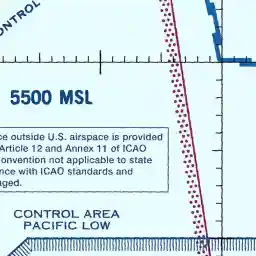 CONTROL
5500 MSL
ce outside U.S. airspace is provided
Article 12 and Annex 11 of ICAO
onvention not applicable to state
nce with ICAO standards and
aged.
CONTROL AREA
PACIFIC LOW